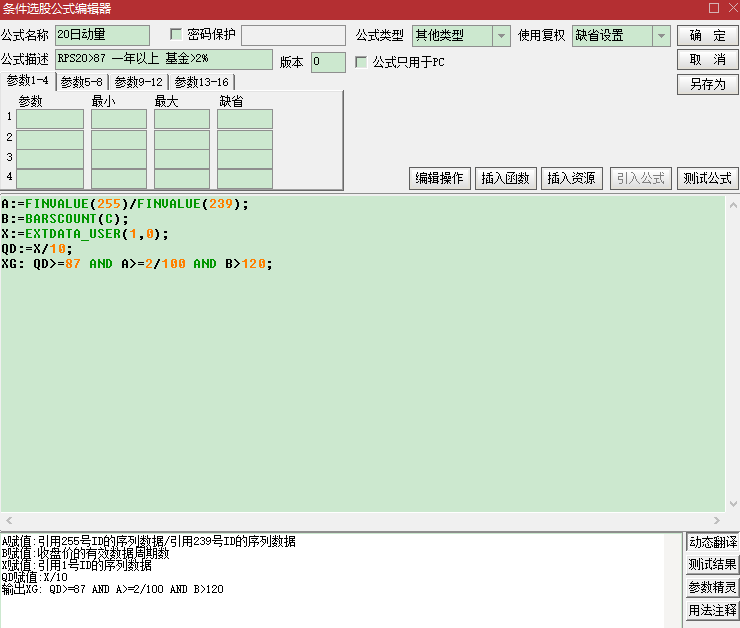 条件选股公式编辑器
公式名称 20日动量 密码保护 公式类型 其他类型 使用复权 缺省设置 确 定
公式描述 RPS20>87 一年以上 基金>2% 版本 0 公式只用于PC 取 消
参数1-4 参数5-8 参数9-12 参数13-16 另存为
参数 最小 最大 缺省
1
2
3
4
编辑操作 插入函数 插入资源 引入公式 测试公式
A:=FINVALUE(255)/FINVALUE(239);
B:=BARSCOUNT(C);
X:=EXTDATA_USER(1,0);
QD:=X/10;
XG: QD>=87 AND A>=2/100 AND B>120;
A赋值:引用255号ID的序列数据/引用239号ID的序列数据
B赋值:收盘价的有效数据周期数
X赋值:引用1号ID的序列数据
QD赋值:X/10
输出XG: QD>=87 AND A>=2/100 AND B>120
动态翻译
测试结果
参数精灵
用法注释